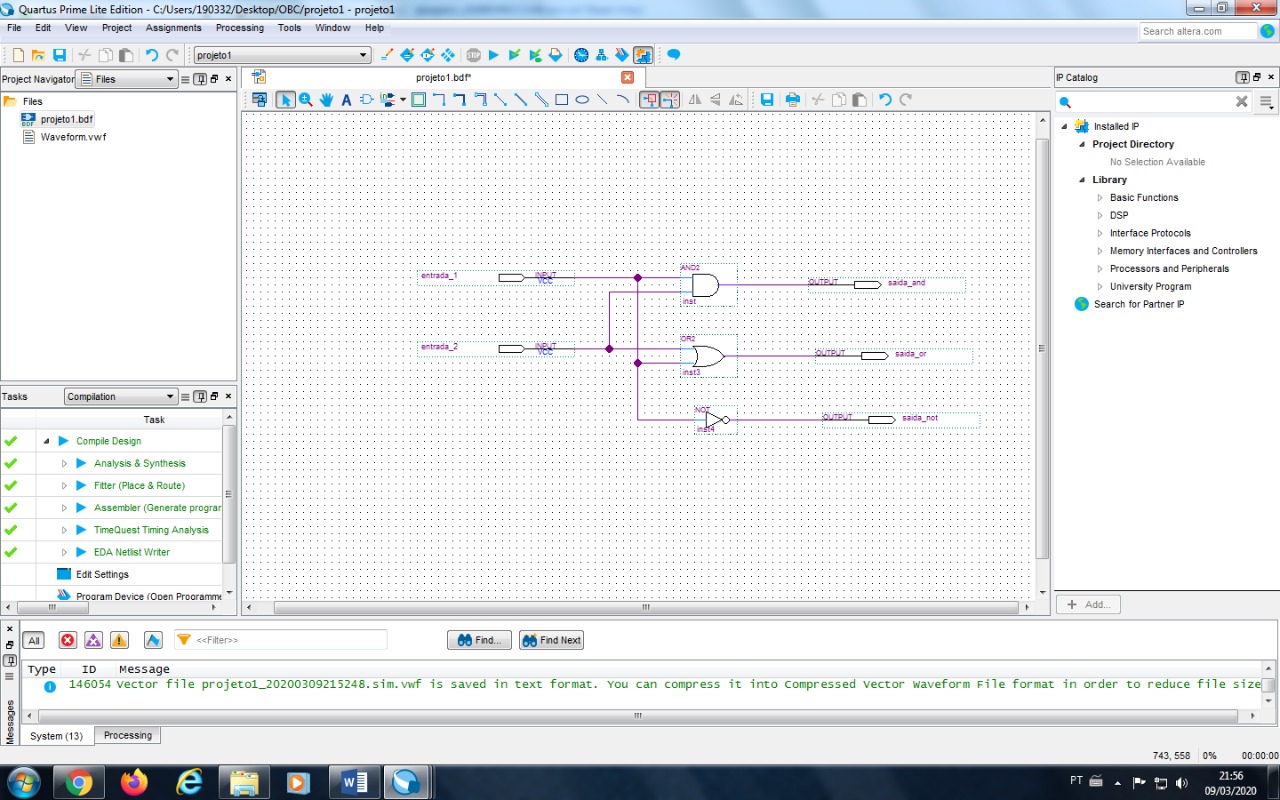 Quartus Prime Lite Edition - C:/Users/190332/Desktop/OBC/projeto1 - projeto1
File Edit View Project Assignments Processing Tools Window Help
Search altera.com
projeto1
STOP
Project Navigator Files
projeto1.bdf*
IP Catalog
Files
projeto1.bdf
Waveform.vwf
A
Installed IP
Project Directory
No Selection Available
Library
Basic Functions
DSP
Interface Protocols
Memory Interfaces and Controllers
Processors and Peripherals
University Program
Search for Partner IP
Add...
entrada_1
INPUT
VCC
AND2
inst
OUTPUT
saida_and
entrada_2
INPUT
VCC
OR2
inst3
OUTPUT
saida_or
NOT
inst4
OUTPUT
saida_not
Tasks Compilation
Task
Compile Design
Analysis & Synthesis
Fitter (Place & Route)
Assembler (Generate program
TimeQuest Timing Analysis
EDA Netlist Writer
Edit Settings
Program Device (Open Programme
All
<<Filter>>
Find...
Find Next
Type ID Message
146054 Vector file projeto1_20200309215248.sim.vwf is saved in text format. You can compress it into Compressed Vector Waveform File format in order to reduce file size
Messages
System (13) Processing
743, 558 0% 00:00:00
PT
21:56
09/03/2020